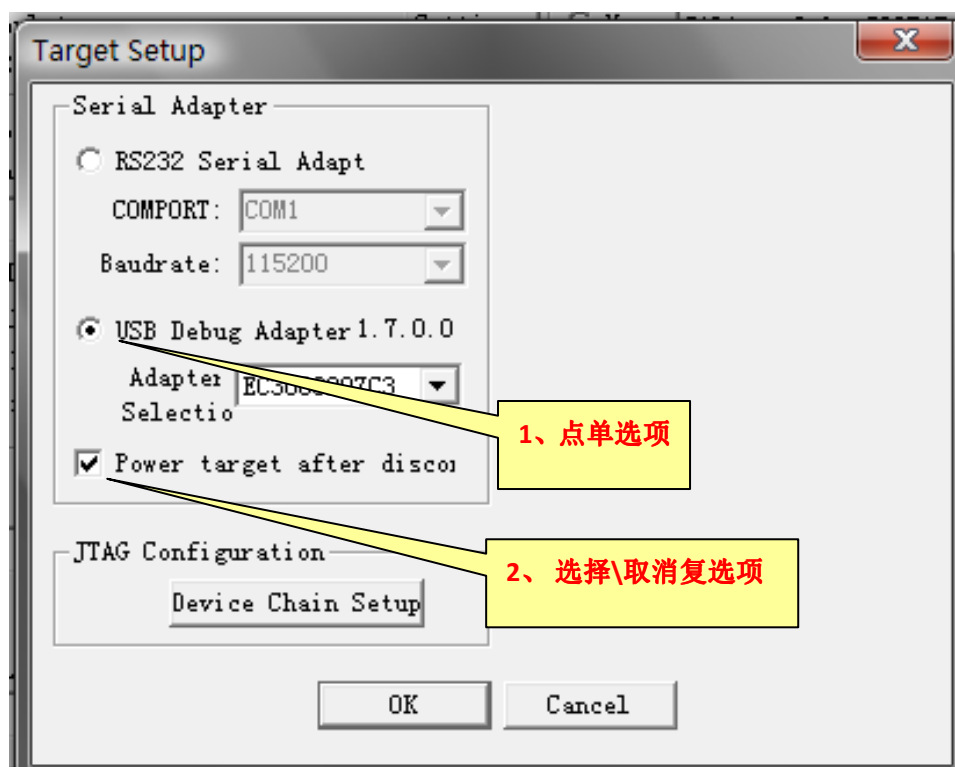 Target Setup
Serial Adapter
RS232 Serial Adapt
COMPORT: COM1
Baudrate: 115200
USB Debug Adapter 1.7.0.0
Adapter
Selectio
1、点单选项
Power target after discon
JTAG Configuration
2、 选择\取消复选项
Device Chain Setup
OK Cancel